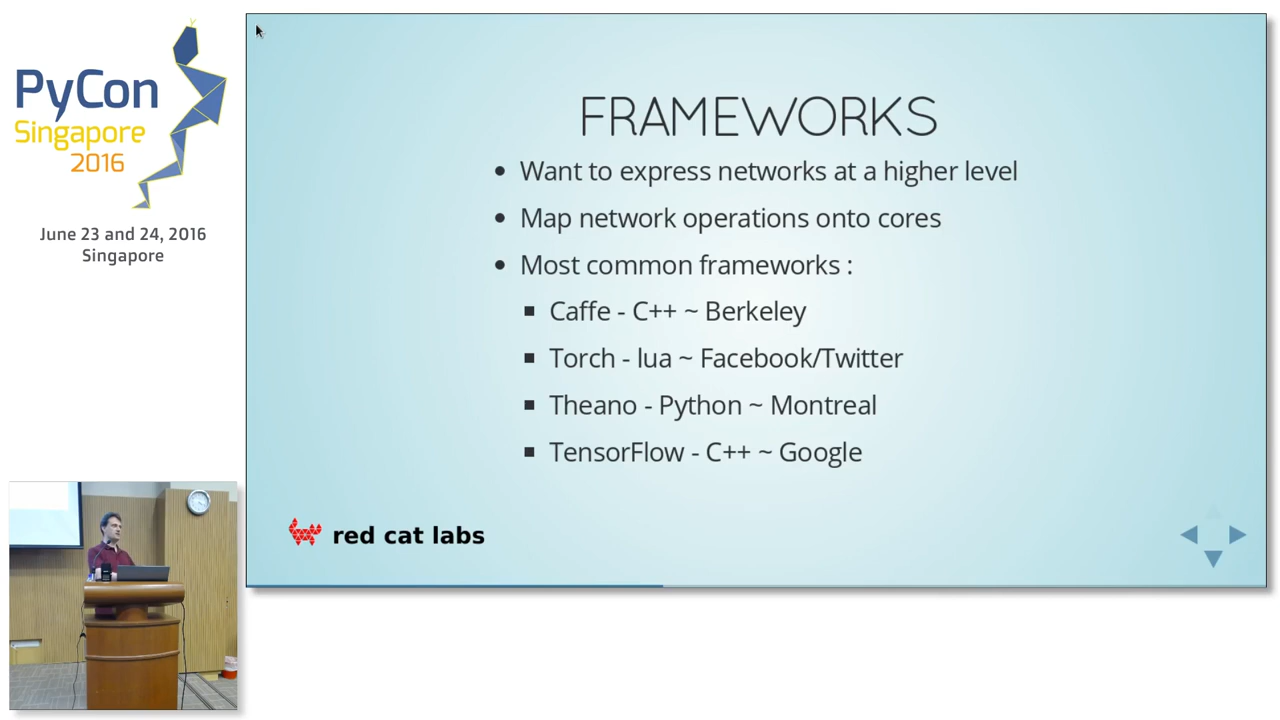 PyCon
Singapore
2016
June 23 and 24, 2016
Singapore
FRAMEWORKS
Want to express networks at a higher level
Map network operations onto cores
Most common frameworks :
Caffe - C++ ~ Berkeley
Torch - lua ~ Facebook/Twitter
Theano - Python ~ Montreal
TensorFlow - C++ ~ Google
red cat labs